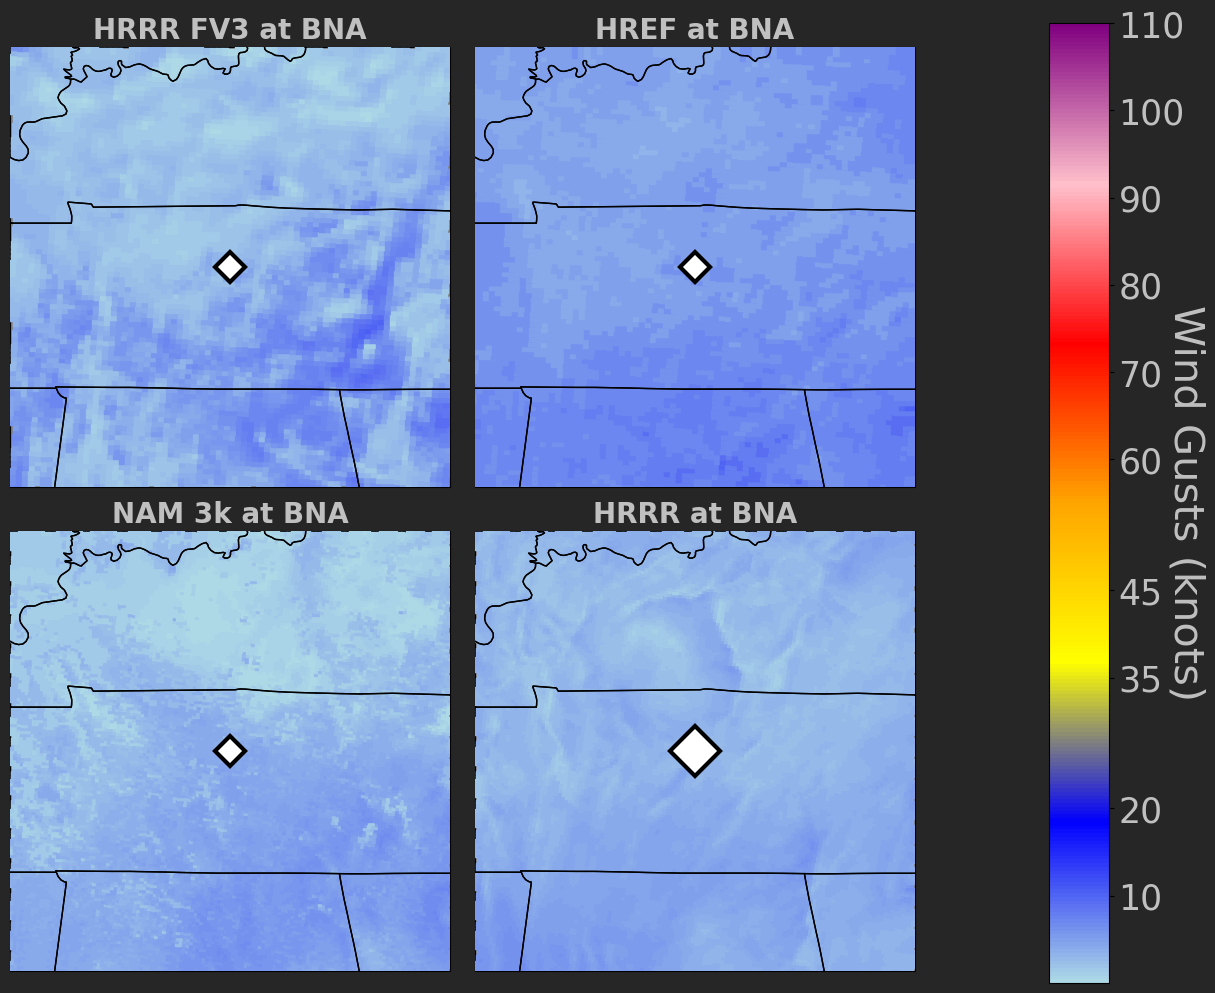 HRRR FV3 at BNA
HREF at BNA
NAM 3k at BNA
HRRR at BNA
110
100
90
80
70
60
45
35
20
10
Wind Gusts (knots)